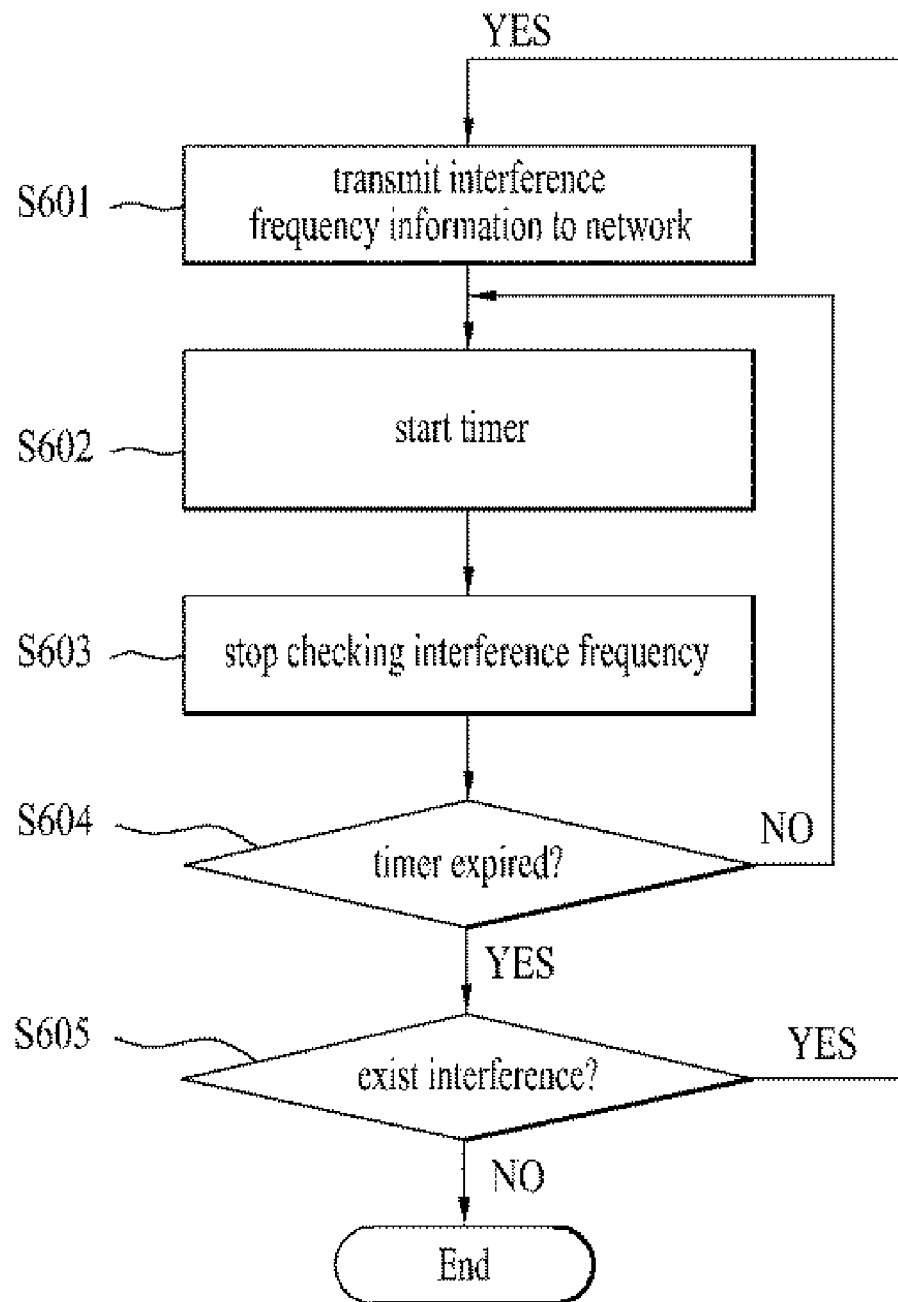 YES
S601
transmit interference
frequency information to network
S602
start timer
S603
stop checking interference frequency
S604
timer expired?
NO
YES
S605
exist interference?
YES
NO
End